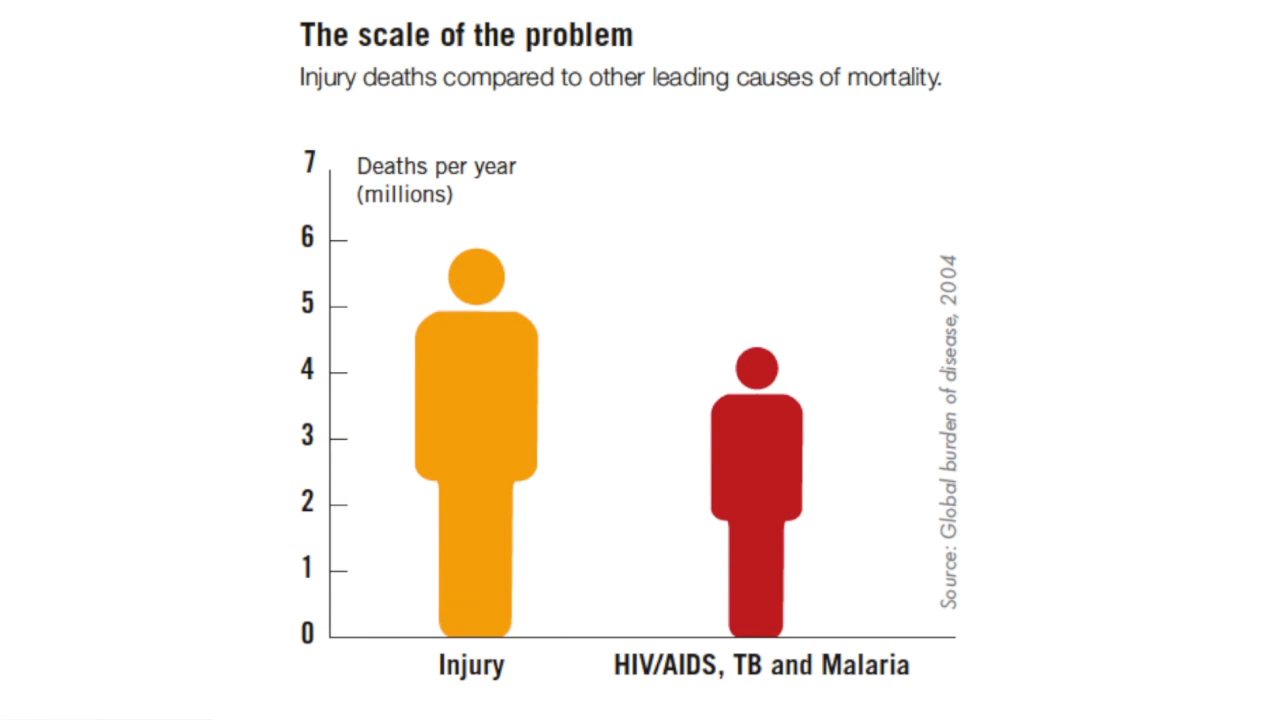 The scale of the problem
Injury deaths compared to other leading causes of mortality.
Deaths per year
(millions)
7
6
5
4
3
2
1
0
Injury
HIV/AIDS, TB and Malaria
Source: Global burden of disease, 2004